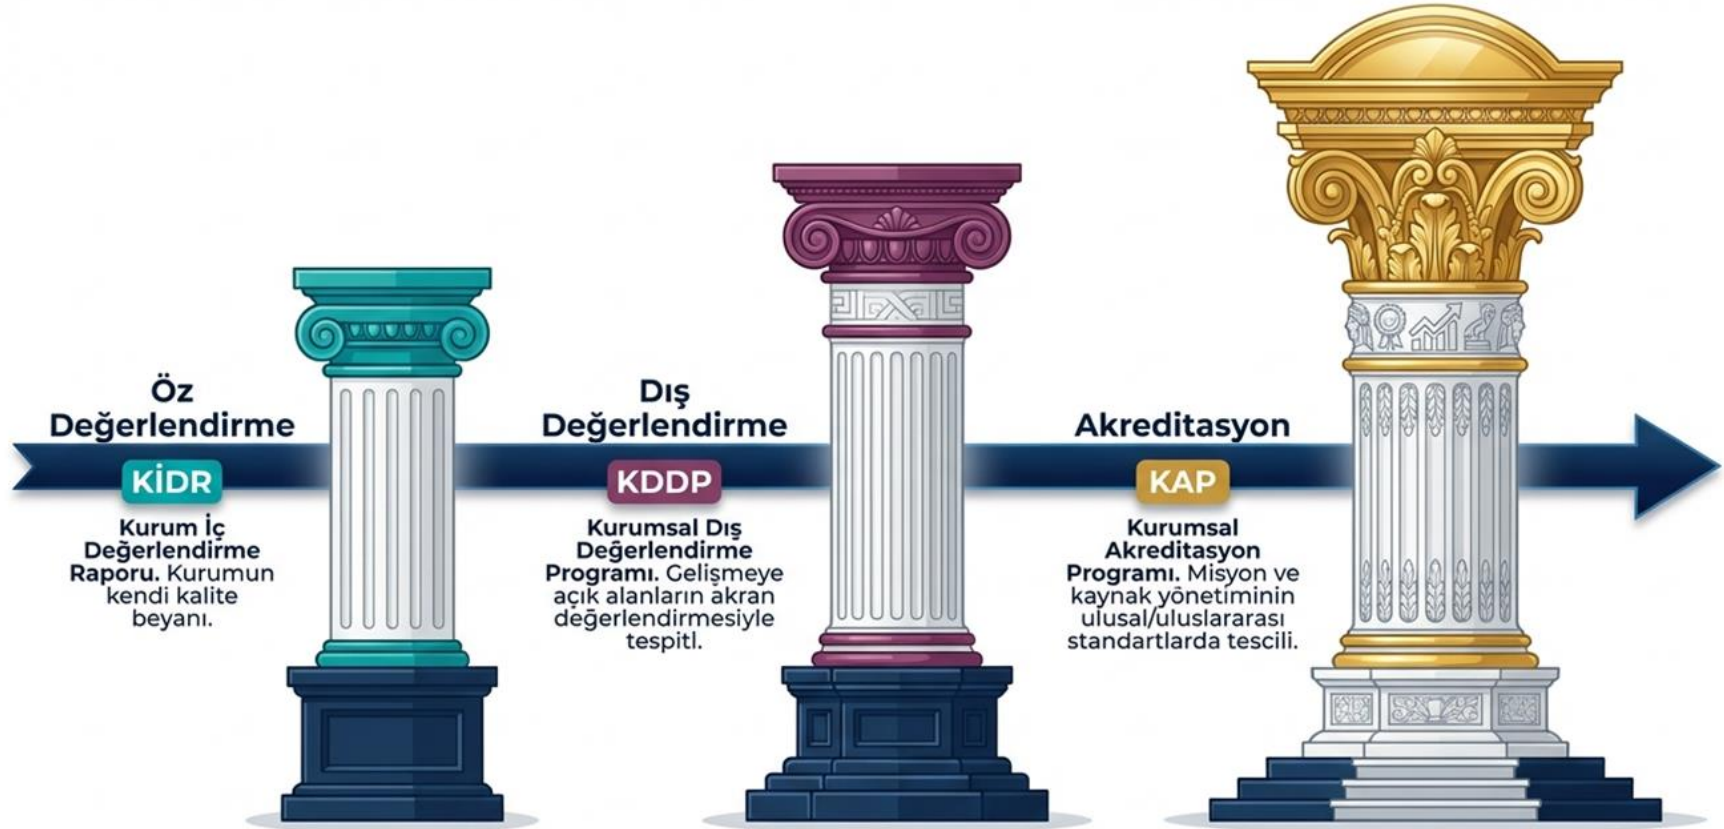 Öz
Değerlendirme
KİDR
Kurum İç
Değerlendirme
Raporu. Kurumun
kendi kalite
beyanı.
Dış
Değerlendirme
KDDP
Kurumsal Dış
Değerlendirme
Programı. Gelişmeye
açık alanların akran
değerlendirmesiyle
tespitl.
Akreditasyon
KAP
Kurumsal
Akreditasyon
Programı. Misyon ve
kaynak yönetiminin
ulusal/uluslararası
standartlarda tescili.